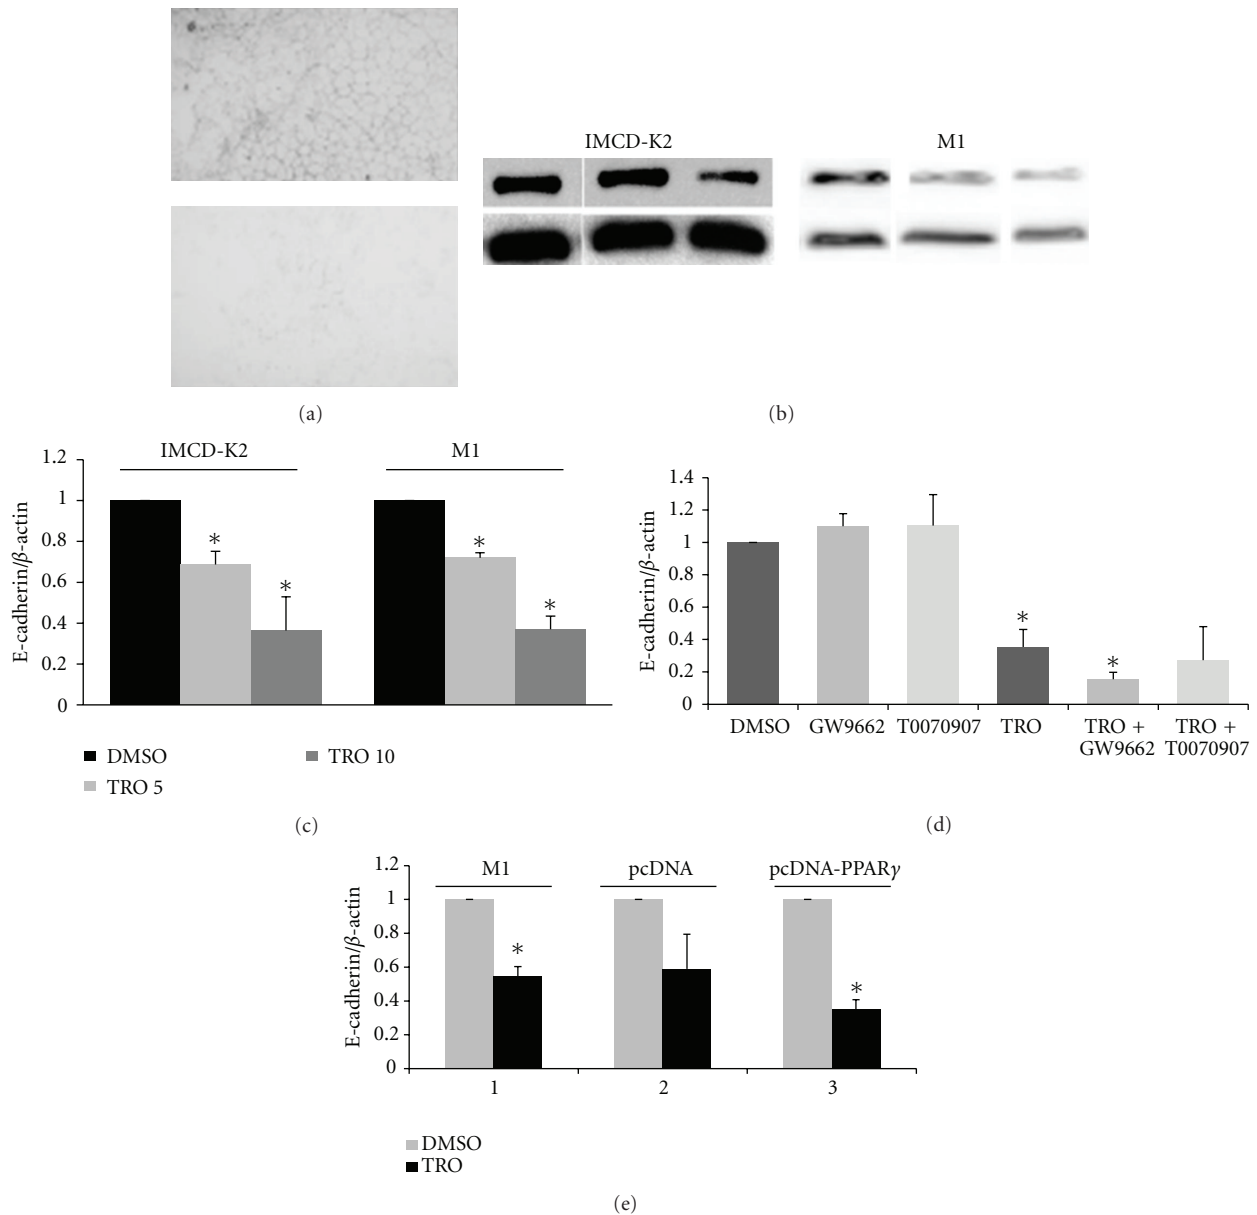 IMCD-K2
M1
(a)
(b)
IMCD-K2
M1
E-cadherin/β-actin
1.2
1
0.8
0.6
0.4
0.2
0
*
*
*
*
DMSO
TRO 10
TRO 5
(c)
E-cadherin/β-actin
1.4
1.2
1
0.8
0.6
0.4
0.2
0
*
*
DMSO
GW9662
T0070907
TRO
TRO +
GW9662
TRO +
T0070907
(d)
M1
pcDNA
pcDNA-PPARγ
E-cadherin/β-actin
1.2
1
0.8
0.6
0.4
0.2
0
*
*
1
2
3
DMSO
TRO
(e)